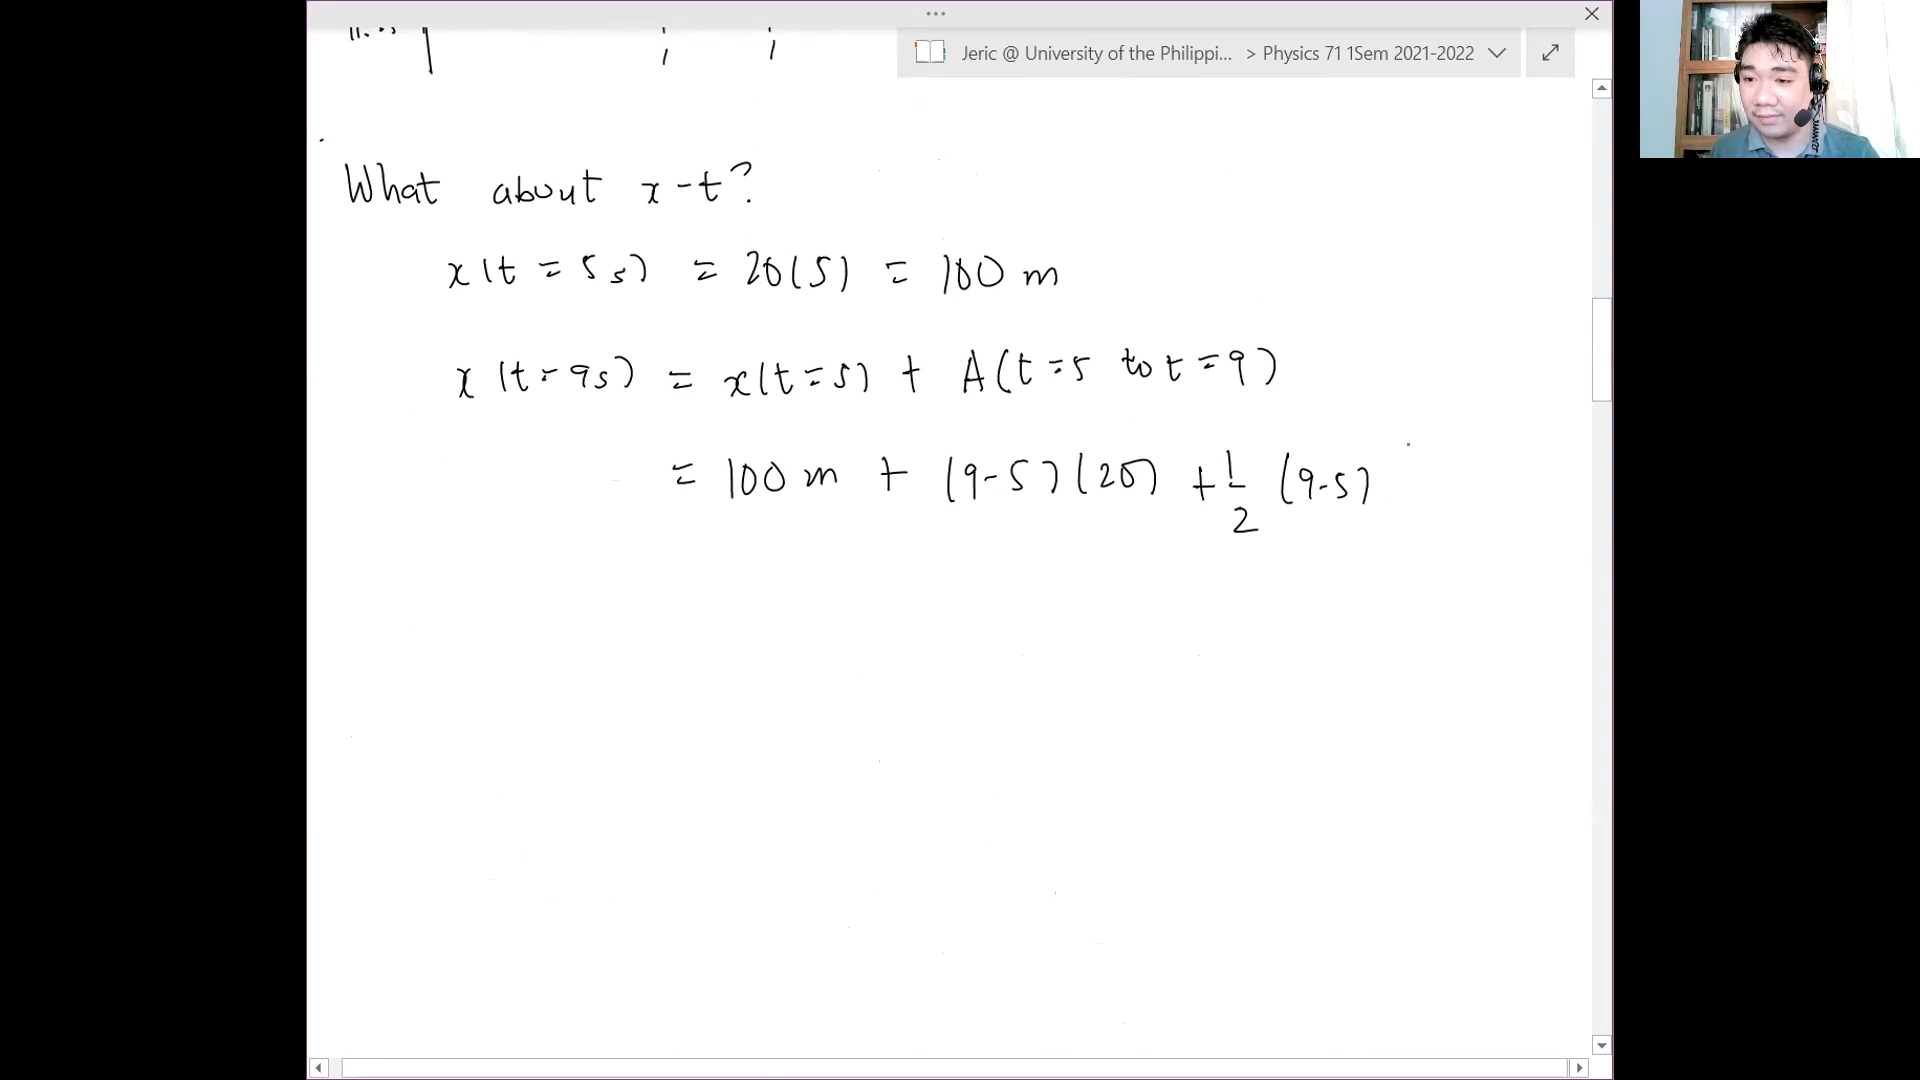 Jeric @ University of the Philippi... > Physics 71 1Sem 2021-2022
What about x-t?
x(t = 5 s) = 20(5) = 100 m
x(t=9s) = x(t=5) + A(t=5 to t=9)
= 100 m + (9-5)(20) + 1/2 (9-5)